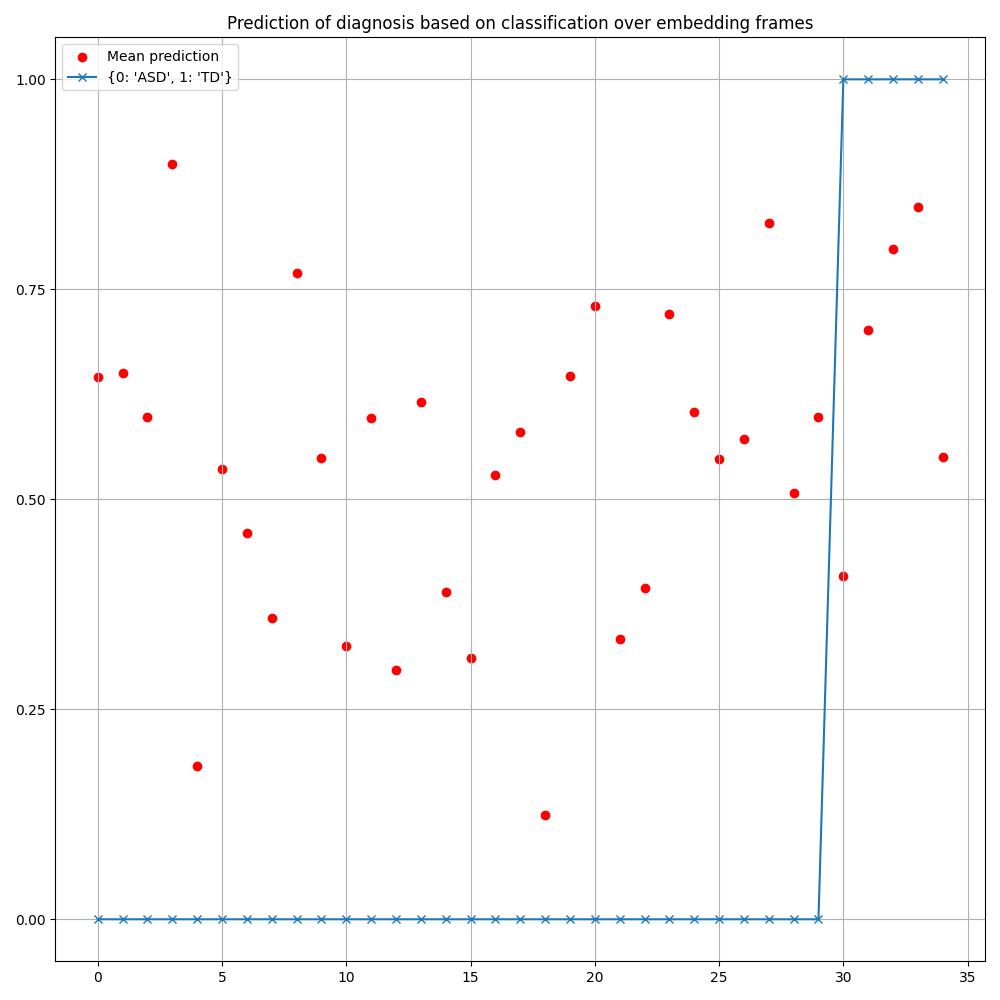 Prediction of diagnosis based on classification over embedding frames
Mean prediction
{0: 'ASD', 1: 'TD'}
1.00
0.75
0.50
0.25
0.00
0 5 10 15 20 25 30 35